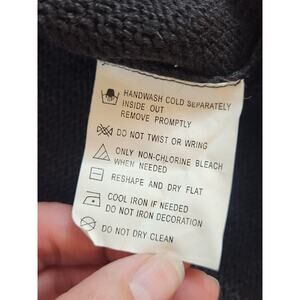 HANDWASH COLD SEPARATELY
INSIDE OUT
REMOVE PROMPTLY
DO NOT TWIST OR WRING
ONLY NON-CHLORINE BLEACH
WHEN NEEDED
RESHAPE AND DRY FLAT
COOL IRON IF NEEDED
DO NOT IRON DECORATION
DO NOT DRY CLEAN